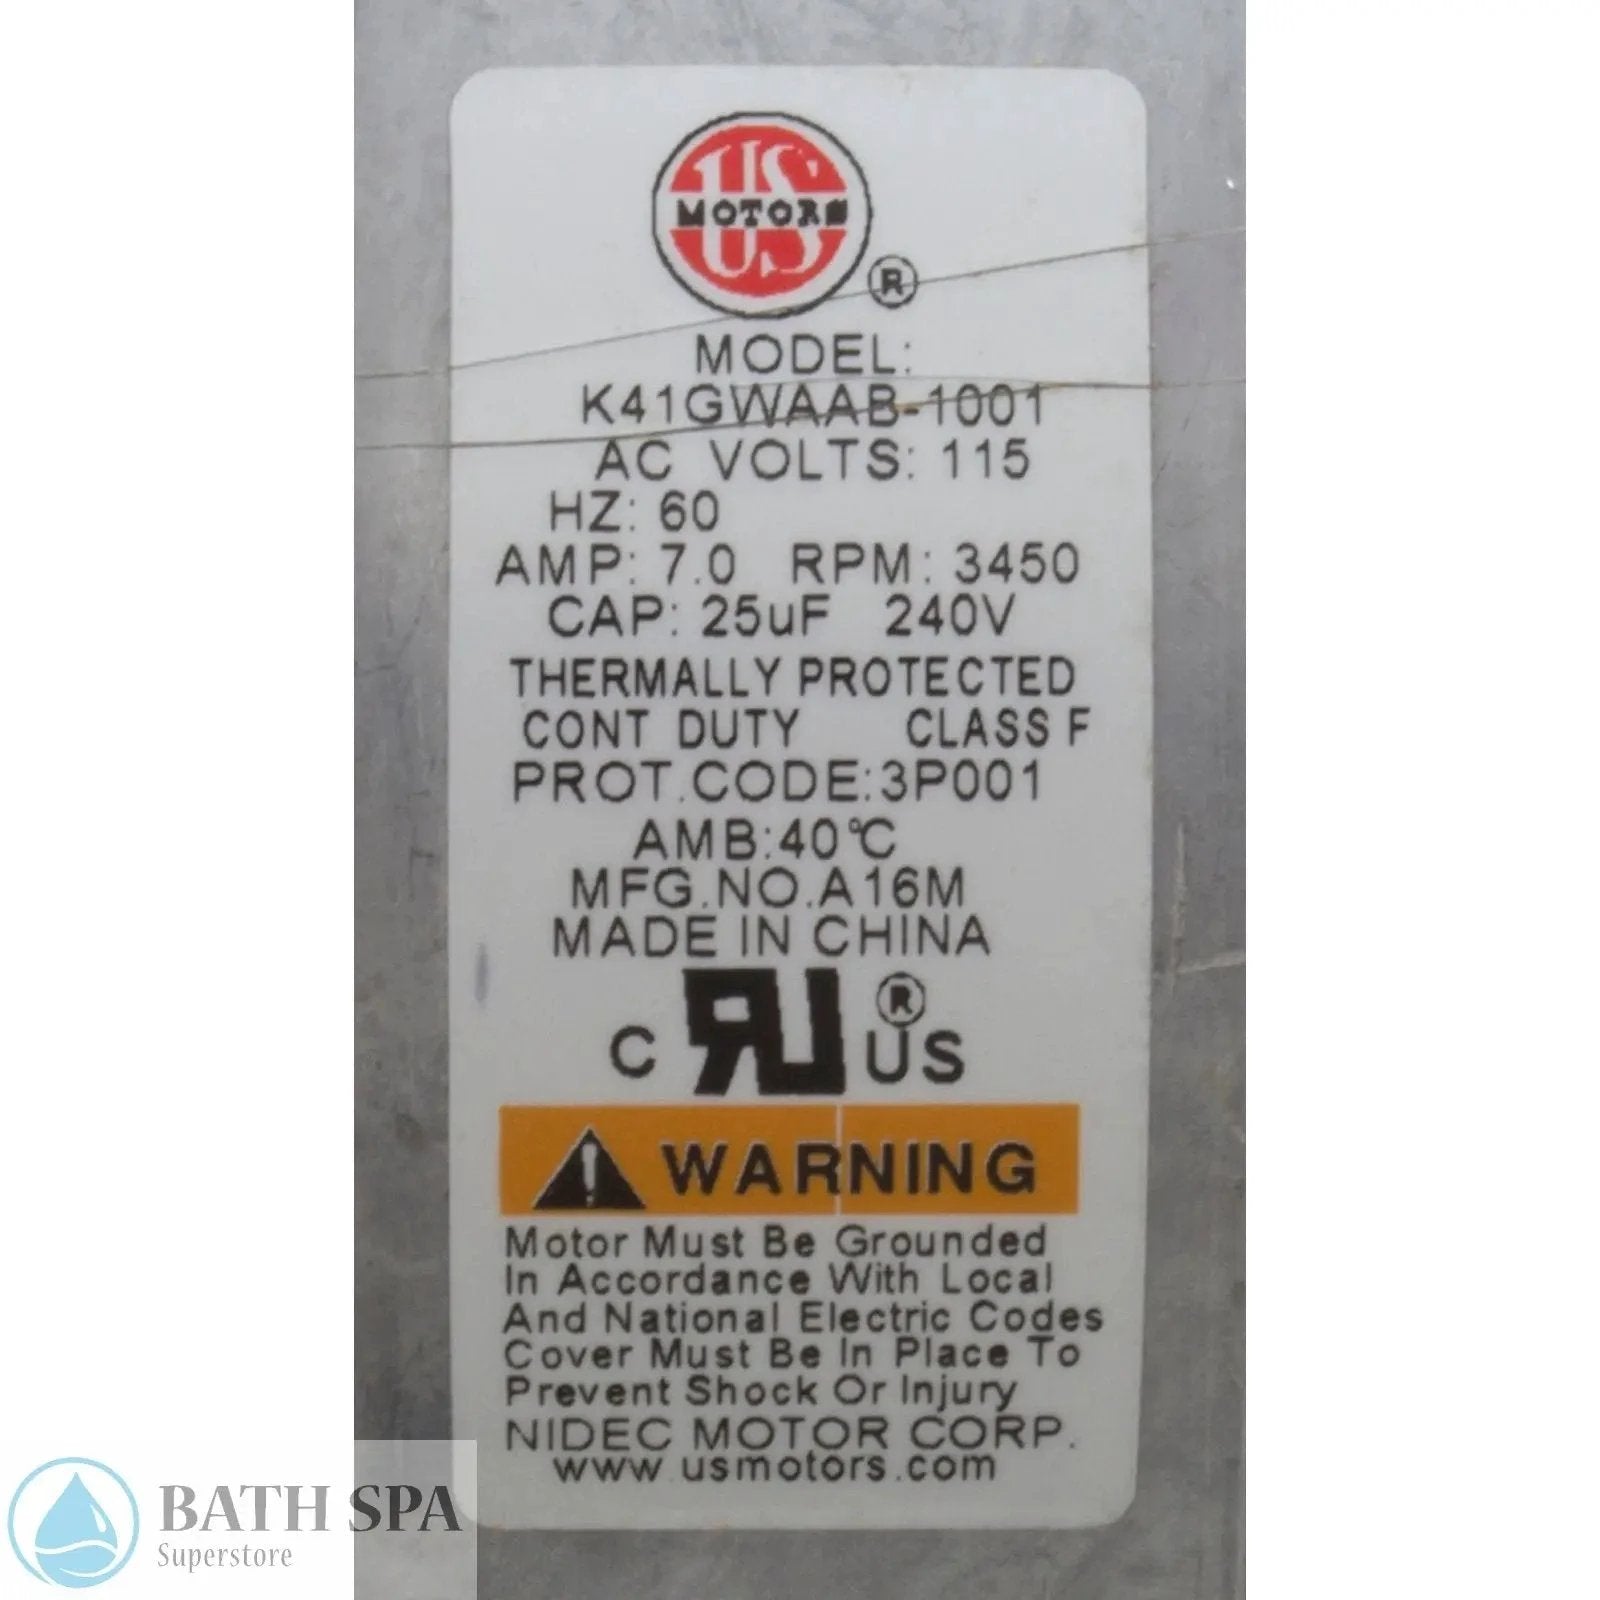 US
MOTORS
®
MODEL:
K41GWAAB-1001
AC VOLTS: 115
HZ: 60
AMP: 7.0 RPM: 3450
CAP: 25uF 240V
THERMALLY PROTECTED
CONT DUTY CLASS F
PROT.CODE:3P001
AMB:40℃
MFG.NO.A16M
MADE IN CHINA
C RU ® US
WARNING
Motor Must Be Grounded
In Accordance With Local
And National Electric Codes
Cover Must Be In Place To
Prevent Shock Or Injury
NIDEC MOTOR CORP.
www.usmotors.com
BATH SPA
Superstore